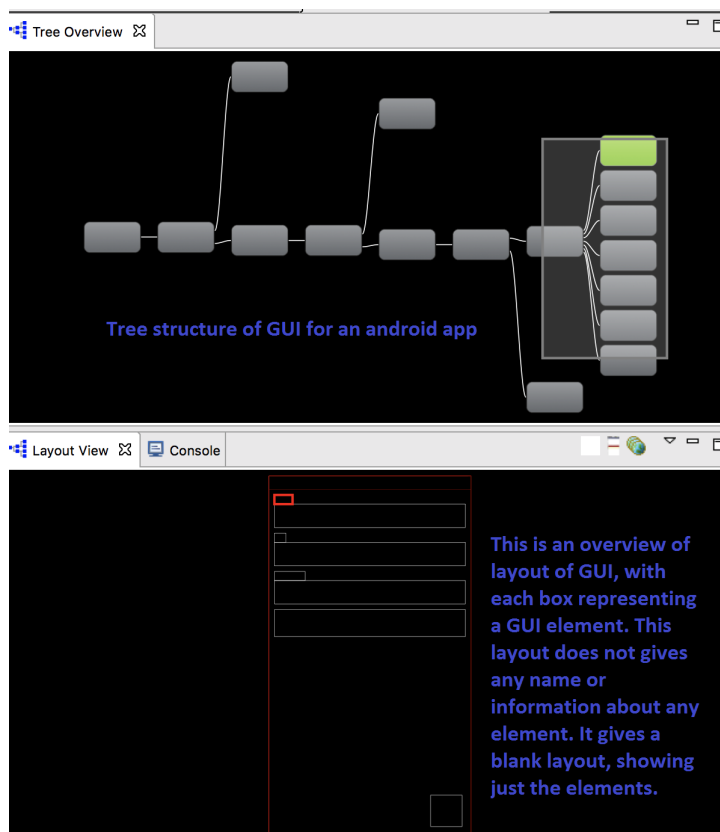 Tree Overview
Tree structure of GUI for an android app
Layout View
Console
This is an overview of
layout of GUI, with
each box representing
a GUI element. This
layout does not gives
any name or
information about any
element. It gives a
blank layout, showing
just the elements.